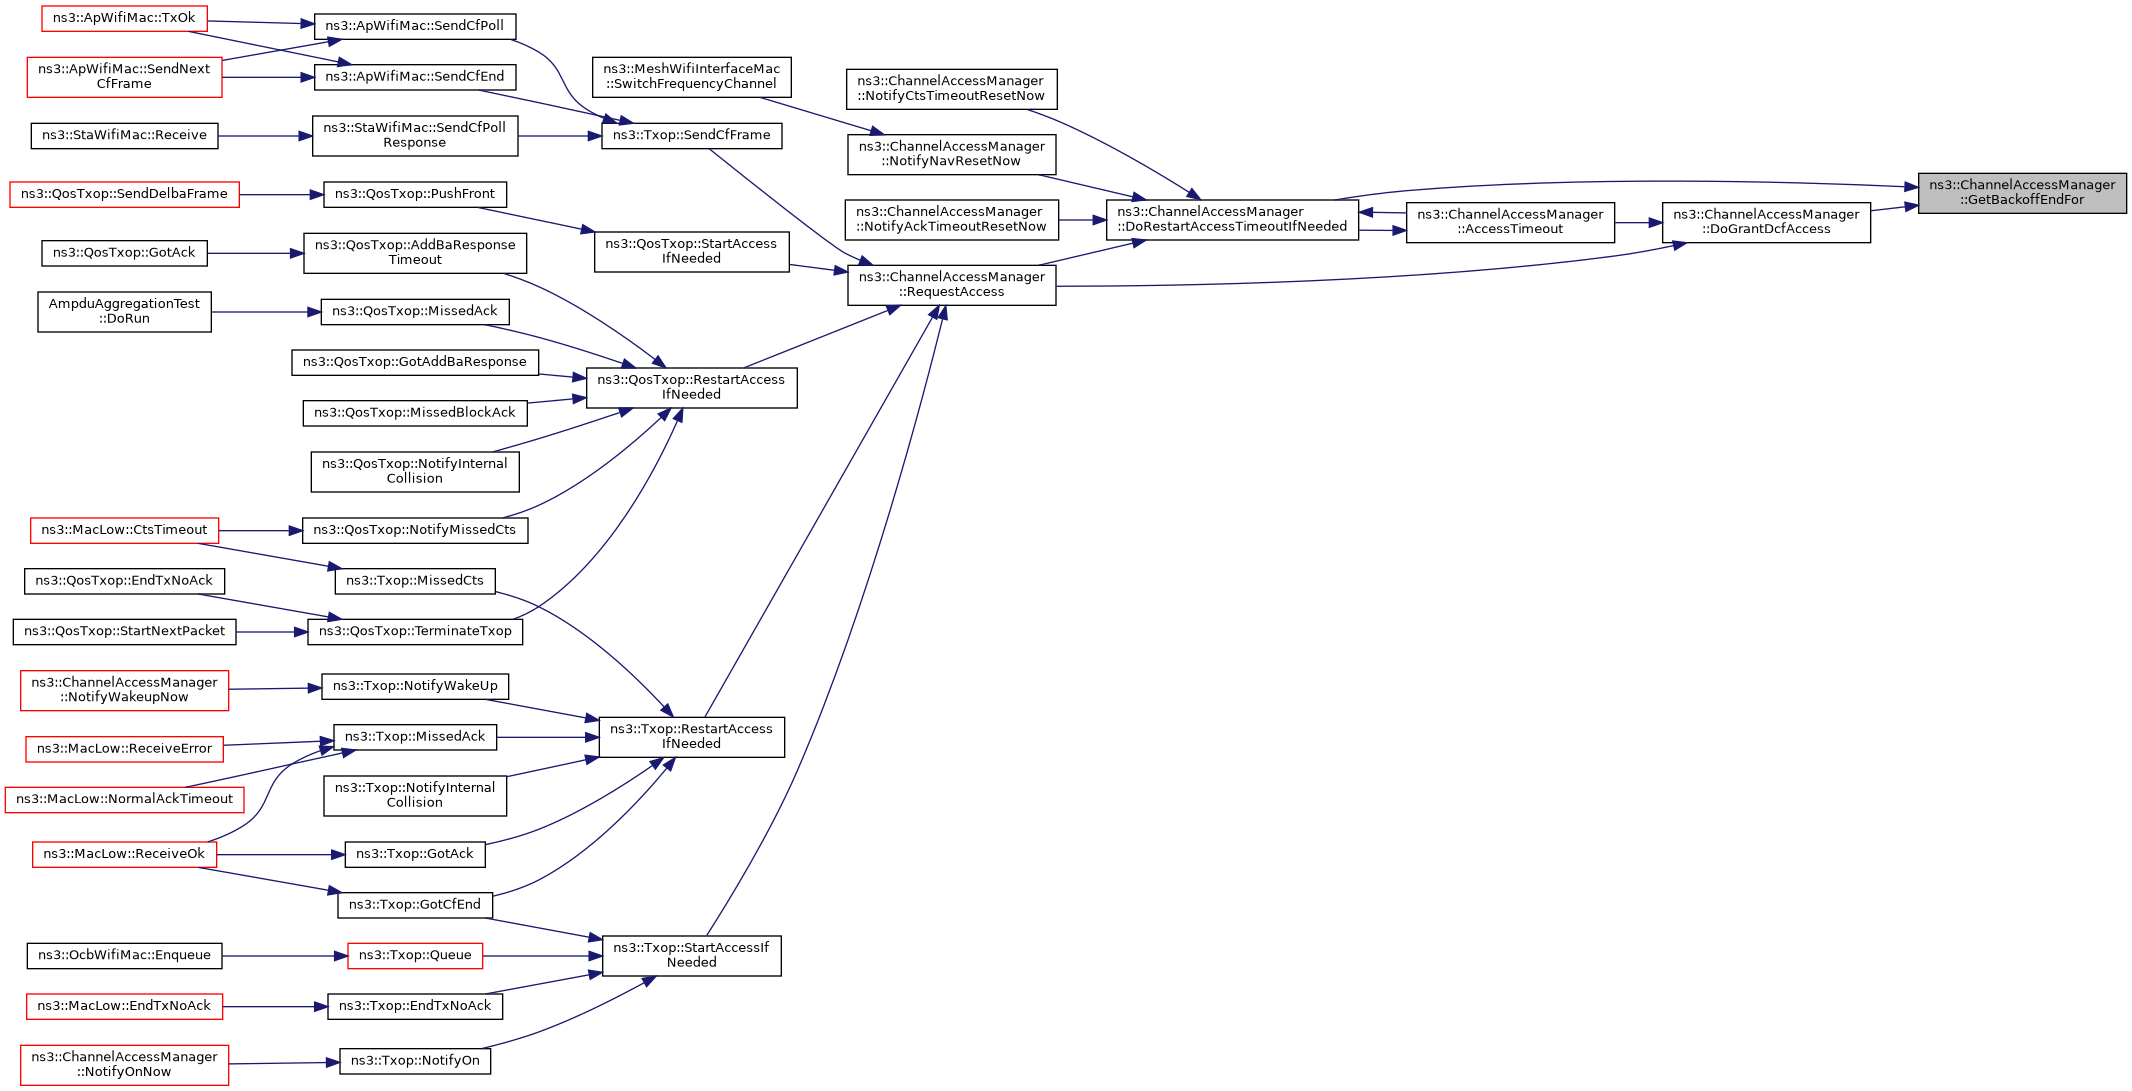 ns3::ApWifiMac::TxOk
ns3::ApWifiMac::SendNext
CfFrame
ns3::StaWifiMac::Receive
ns3::QosTxop::SendDelbaFrame
ns3::QosTxop::GotAck
AmpduAggregationTest
::DoRun
ns3::MacLow::CtsTimeout
ns3::QosTxop::EndTxNoAck
ns3::QosTxop::StartNextPacket
ns3::ChannelAccessManager
::NotifyWakeupNow
ns3::MacLow::ReceiveError
ns3::MacLow::NormalAckTimeout
ns3::MacLow::ReceiveOk
ns3::OcbWifiMac::Enqueue
ns3::MacLow::EndTxNoAck
ns3::ChannelAccessManager
::NotifyOnNow
ns3::ApWifiMac::SendCfPoll
ns3::ApWifiMac::SendCfEnd
ns3::StaWifiMac::SendCfPoll
Response
ns3::QosTxop::PushFront
ns3::QosTxop::AddBaResponse
Timeout
ns3::QosTxop::MissedAck
ns3::QosTxop::GotAddBaResponse
ns3::QosTxop::MissedBlockAck
ns3::QosTxop::NotifyInternal
Collision
ns3::QosTxop::NotifyMissedCts
ns3::Txop::MissedCts
ns3::QosTxop::TerminateTxop
ns3::Txop::NotifyWakeUp
ns3::Txop::MissedAck
ns3::Txop::NotifyInternal
Collision
ns3::Txop::GotAck
ns3::Txop::GotCfEnd
ns3::Txop::Queue
ns3::Txop::EndTxNoAck
ns3::Txop::NotifyOn
ns3::MeshWifiInterfaceMac
::SwitchFrequencyChannel
ns3::Txop::SendCfFrame
ns3::QosTxop::StartAccess
IfNeeded
ns3::QosTxop::RestartAccess
IfNeeded
ns3::Txop::RestartAccess
IfNeeded
ns3::Txop::StartAccessIf
Needed
ns3::ChannelAccessManager
::NotifyCtsTimeoutResetNow
ns3::ChannelAccessManager
::NotifyNavResetNow
ns3::ChannelAccessManager
::NotifyAckTimeoutResetNow
ns3::ChannelAccessManager
::RequestAccess
ns3::ChannelAccessManager
::DoRestartAccessTimeoutIfNeeded
ns3::ChannelAccessManager
::AccessTimeout
ns3::ChannelAccessManager
::DoGrantDcfAccess
ns3::ChannelAccessManager
::GetBackoffEndFor